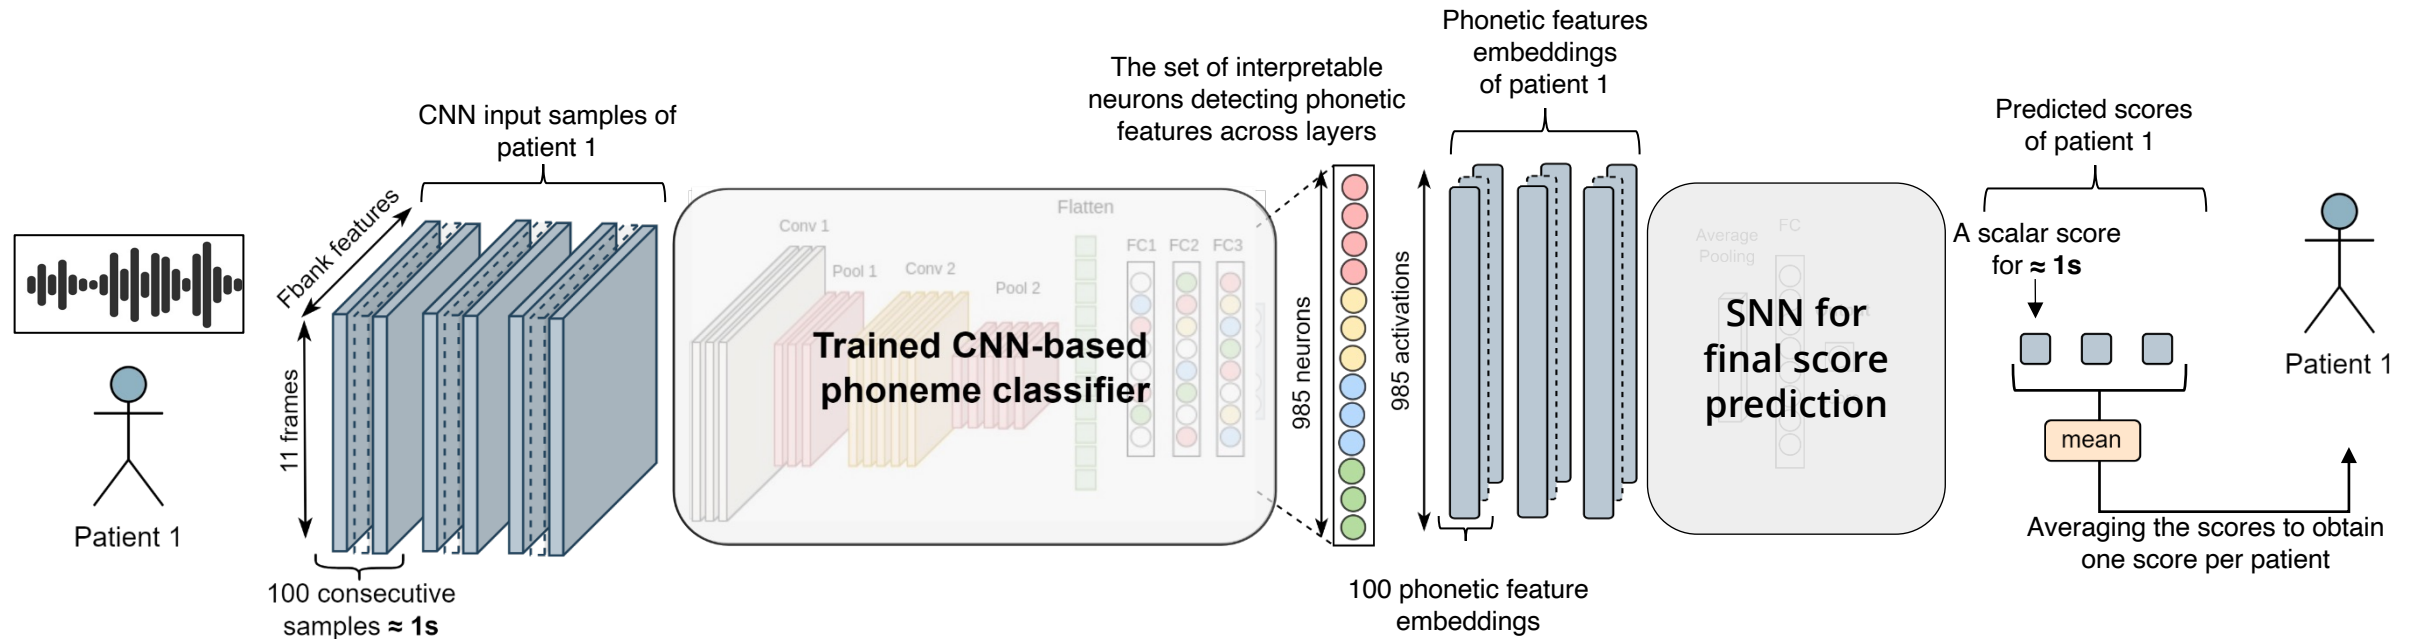 Phonetic features
embeddings
of patient 1
The set of interpretable
neurons detecting phonetic
features across layers
CNN input samples of
patient 1
Predicted scores
of patient 1
Fbank features
11 frames
Patient 1
100 consecutive
samples ≈ 1s
Conv 1
Pool 1
Conv 2
Pool 2
Flatten
FC1
FC2
FC3
Trained CNN-based
phoneme classifier
985 neurons
985 activations
100 phonetic feature
embeddings
Average
Pooling
FC
SNN for
final score
prediction
A scalar score
for ≈ 1s
mean
Averaging the scores to obtain
one score per patient
Patient 1